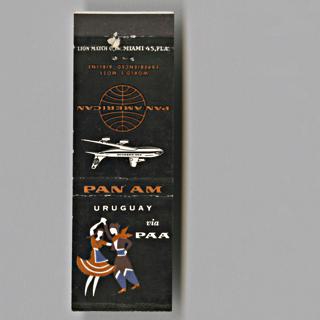 LION MATCH CO., MIAMI 45, FLA.
WORLD'S MOST
EXPERIENCED AIRLINE
PAN AMERICAN
PAN AM
URUGUAY
via
PAA